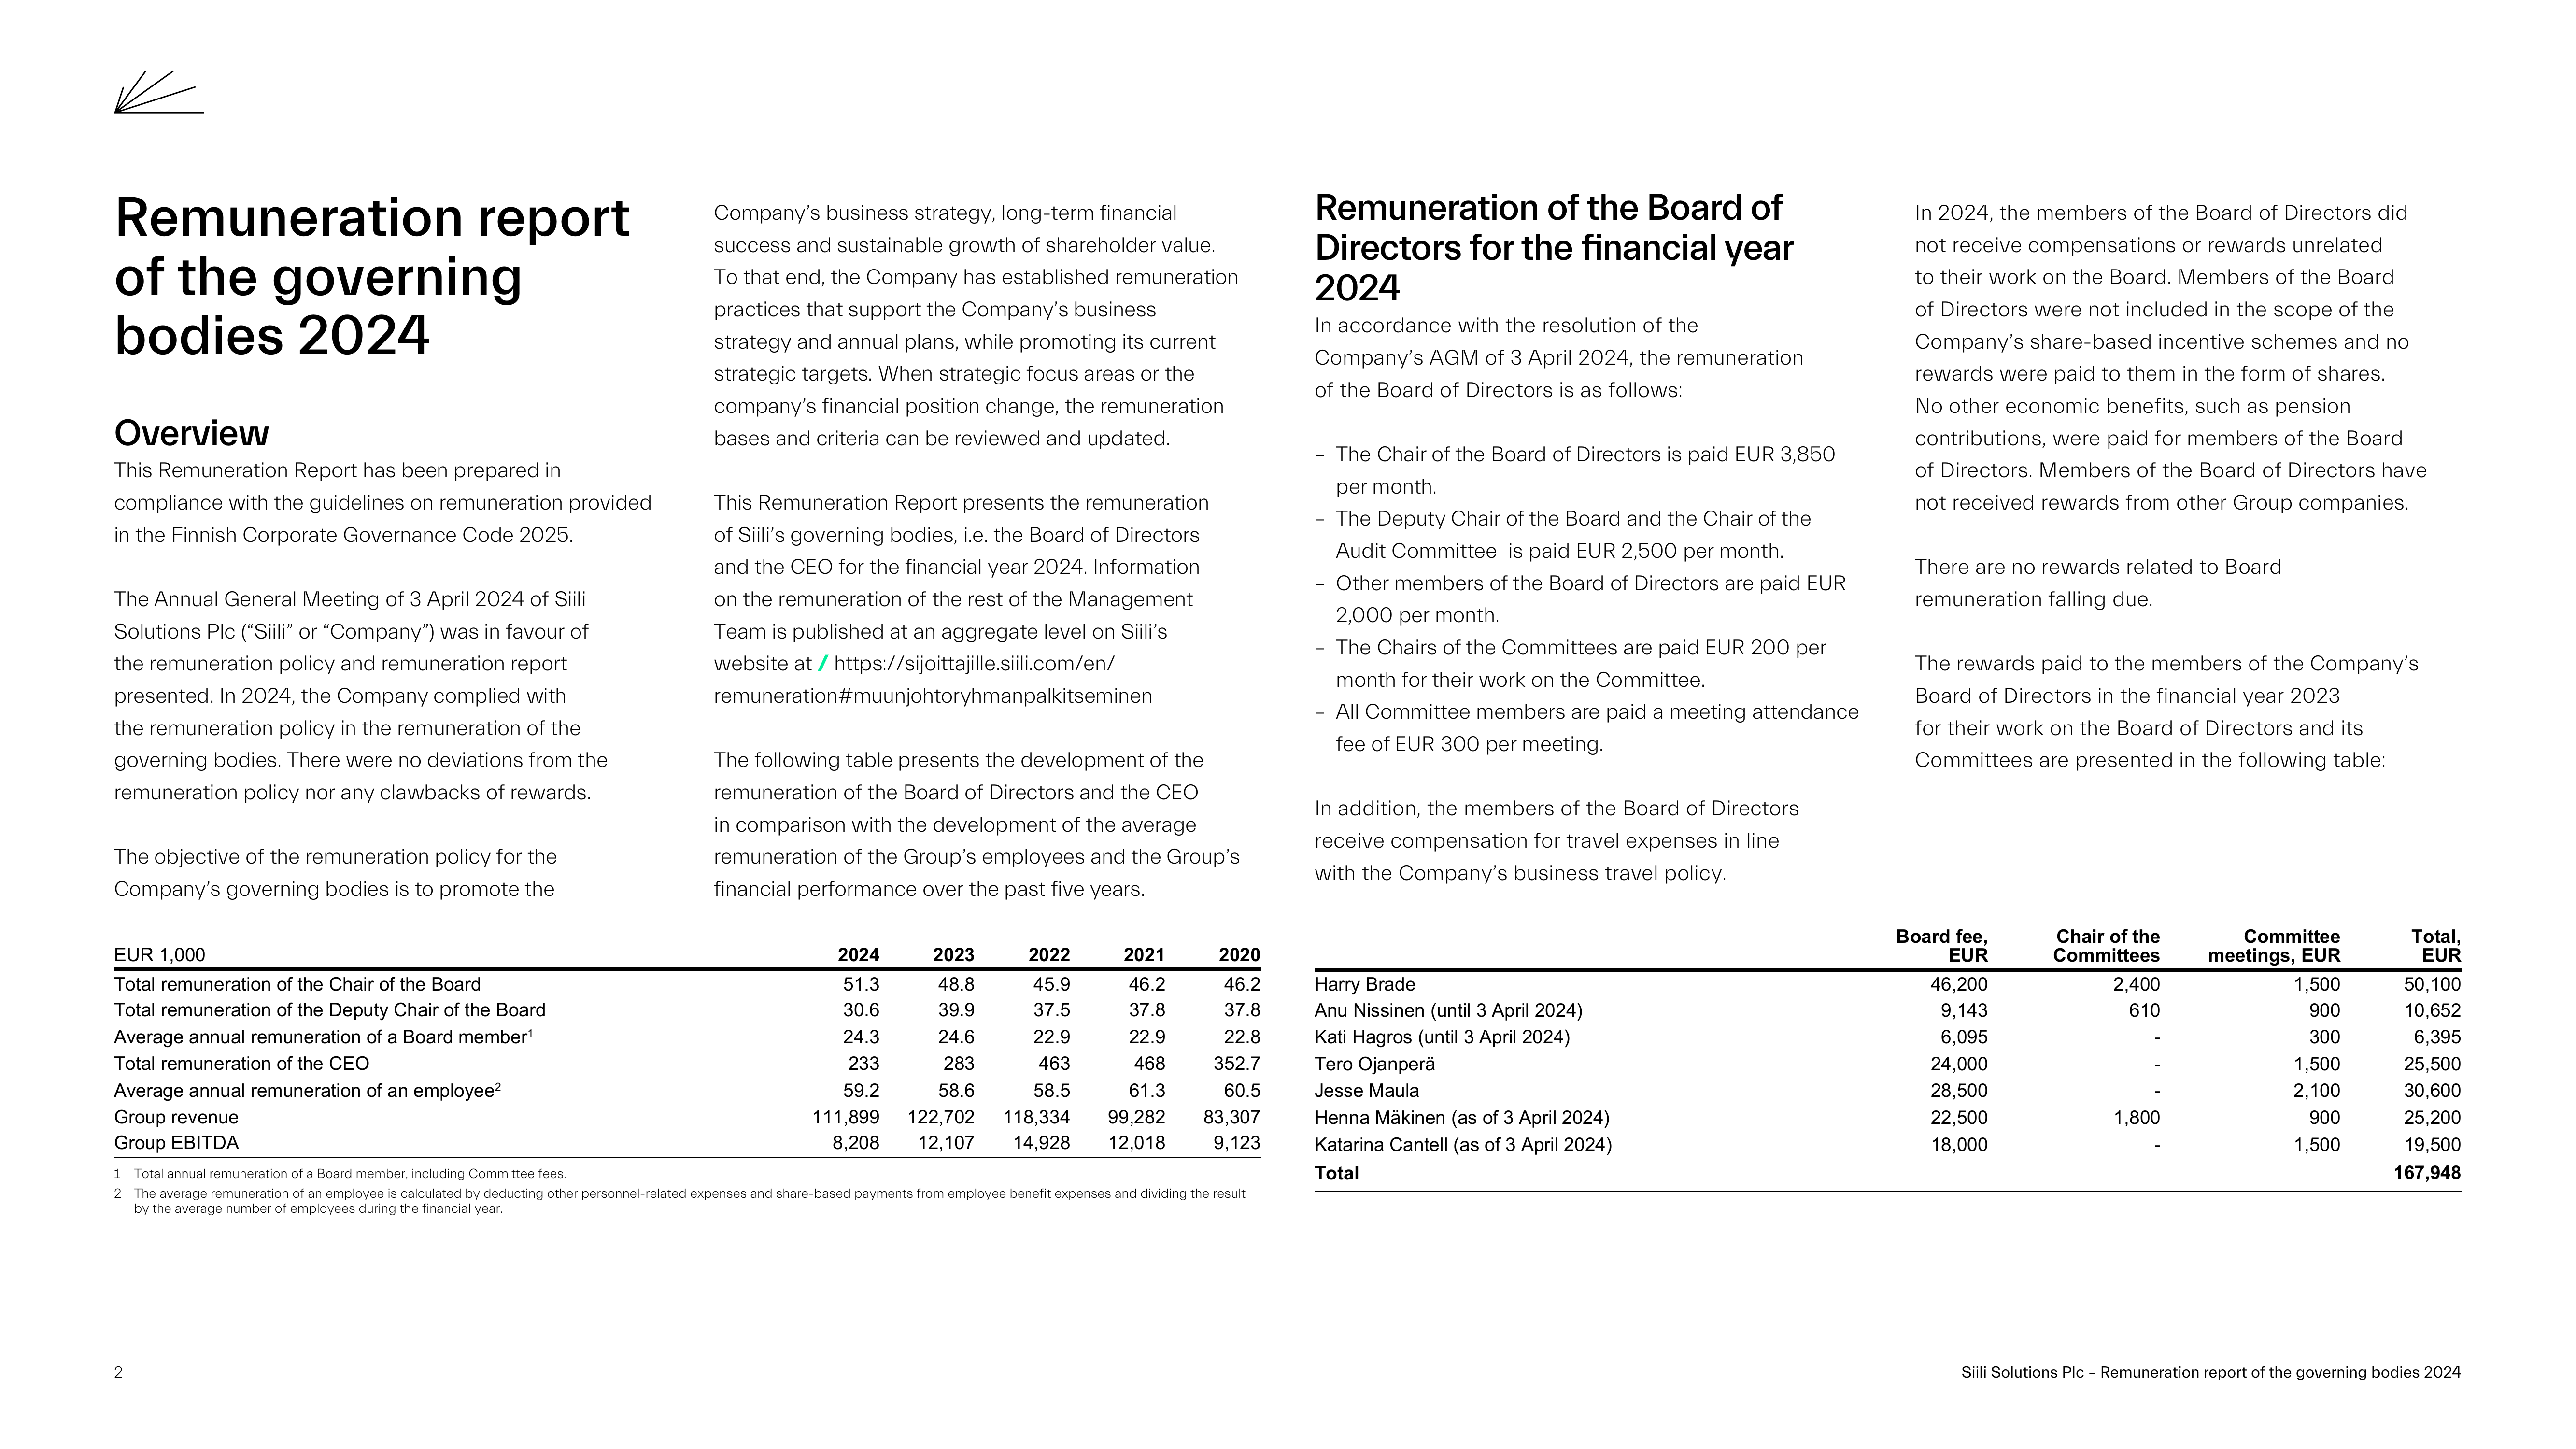 Remuneration report
of the governing
bodies 2024
Overview
This Remuneration Report has been prepared in
compliance with the guidelines on remuneration provided
in the Finnish Corporate Governance Code 2025.
The Annual General Meeting of 3 April 2024 of Siili
Solutions Plc (“Siili” or “Company”) was in favour of
the remuneration policy and remuneration report
presented. In 2024, the Company complied with
the remuneration policy in the remuneration of the
governing bodies. There were no deviations from the
remuneration policy nor any clawbacks of rewards.
The objective of the remuneration policy for the
Company’s governing bodies is to promote the
Company’s business strategy, long-term financial
success and sustainable growth of shareholder value.
To that end, the Company has established remuneration
practices that support the Company’s business
strategy and annual plans, while promoting its current
strategic targets. When strategic focus areas or the
company’s financial position change, the remuneration
bases and criteria can be reviewed and updated.
This Remuneration Report presents the remuneration
of Siili’s governing bodies, i.e. the Board of Directors
and the CEO for the financial year 2024. Information
on the remuneration of the rest of the Management
Team is published at an aggregate level on Siili’s
website at / https://sijoittajille.siili.com/en/
remuneration#muunjohtoryhmanpalkitseminen
The following table presents the development of the
remuneration of the Board of Directors and the CEO
in comparison with the development of the average
remuneration of the Group’s employees and the Group’s
financial performance over the past five years.
EUR 1,000 2024 2023 2022 2021 2020
Total remuneration of the Chair of the Board 51.3 48.8 45.9 46.2 46.2
Total remuneration of the Deputy Chair of the Board 30.6 39.9 37.5 37.8 37.8
Average annual remuneration of a Board member¹ 24.3 24.6 22.9 22.9 22.8
Total remuneration of the CEO 233 283 463 468 352.7
Average annual remuneration of an employee² 59.2 58.6 58.5 61.3 60.5
Group revenue 111,899 122,702 118,334 99,282 83,307
Group EBITDA 8,208 12,107 14,928 12,018 9,123
1 Total annual remuneration of a Board member, including Committee fees.
2 The average remuneration of an employee is calculated by deducting other personnel-related expenses and share-based payments from employee benefit expenses and dividing the result
by the average number of employees during the financial year.
Remuneration of the Board of
Directors for the financial year
2024
In accordance with the resolution of the
Company’s AGM of 3 April 2024, the remuneration
of the Board of Directors is as follows:
– The Chair of the Board of Directors is paid EUR 3,850
per month.
– The Deputy Chair of the Board and the Chair of the
Audit Committee is paid EUR 2,500 per month.
– Other members of the Board of Directors are paid EUR
2,000 per month.
– The Chairs of the Committees are paid EUR 200 per
month for their work on the Committee.
– All Committee members are paid a meeting attendance
fee of EUR 300 per meeting.
In addition, the members of the Board of Directors
receive compensation for travel expenses in line
with the Company’s business travel policy.
In 2024, the members of the Board of Directors did
not receive compensations or rewards unrelated
to their work on the Board. Members of the Board
of Directors were not included in the scope of the
Company’s share-based incentive schemes and no
rewards were paid to them in the form of shares.
No other economic benefits, such as pension
contributions, were paid for members of the Board
of Directors. Members of the Board of Directors have
not received rewards from other Group companies.
There are no rewards related to Board
remuneration falling due.
The rewards paid to the members of the Company’s
Board of Directors in the financial year 2023
for their work on the Board of Directors and its
Committees are presented in the following table:
Board fee, Chair of the Committee Total,
EUR Committees meetings, EUR EUR
Harry Brade 46,200 2,400 1,500 50,100
Anu Nissinen (until 3 April 2024) 9,143 610 900 10,652
Kati Hagros (until 3 April 2024) 6,095 - 300 6,395
Tero Ojanperä 24,000 - 1,500 25,500
Jesse Maula 28,500 - 2,100 30,600
Henna Mäkinen (as of 3 April 2024) 22,500 1,800 900 25,200
Katarina Cantell (as of 3 April 2024) 18,000 - 1,500 19,500
Total 167,948
2
Siili Solutions Plc – Remuneration report of the governing bodies 2024